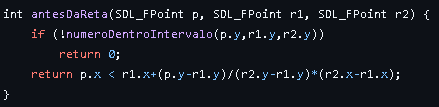 int antesDaReta(SDL_FPoint p, SDL_FPoint r1, SDL_FPoint r2) {
    if (!numeroDentroIntervalo(p.y,r1.y,r2.y))
        return 0;
    return p.x < r1.x+(p.y-r1.y)/(r2.y-r1.y)*(r2.x-r1.x);
}